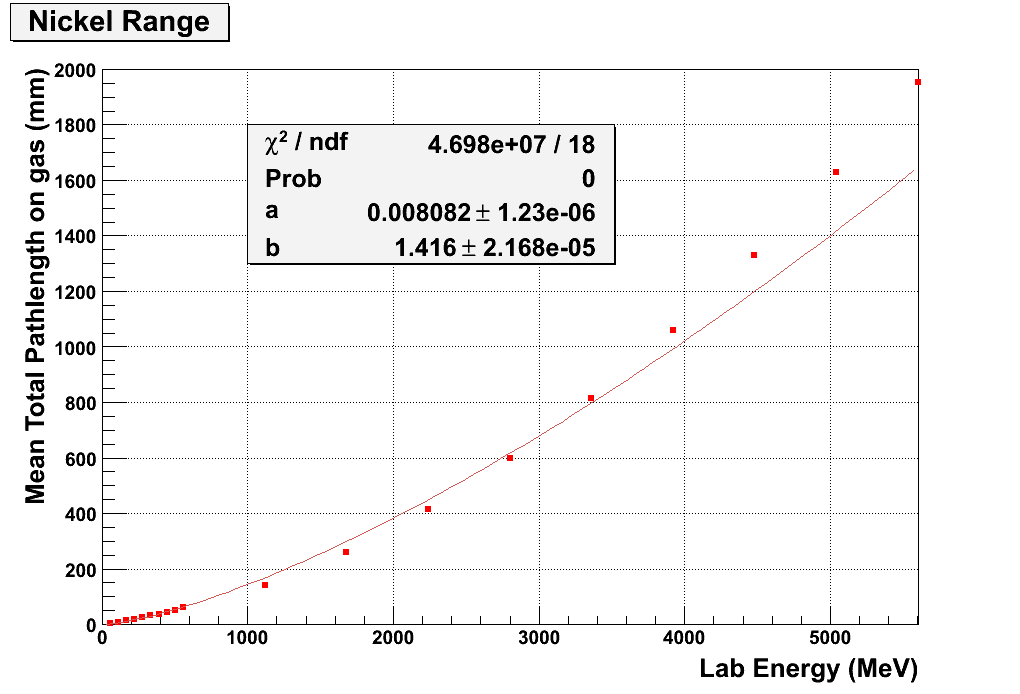 Nickel Range
Mean Total Pathlength on gas (mm)
2000
1800
1600
1400
1200
1000
800
600
400
200
0
χ² / ndf 4.698e+07 / 18
Prob 0
a 0.008082 ± 1.23e-06
b 1.416 ± 2.168e-05
0 1000 2000 3000 4000 5000
Lab Energy (MeV)